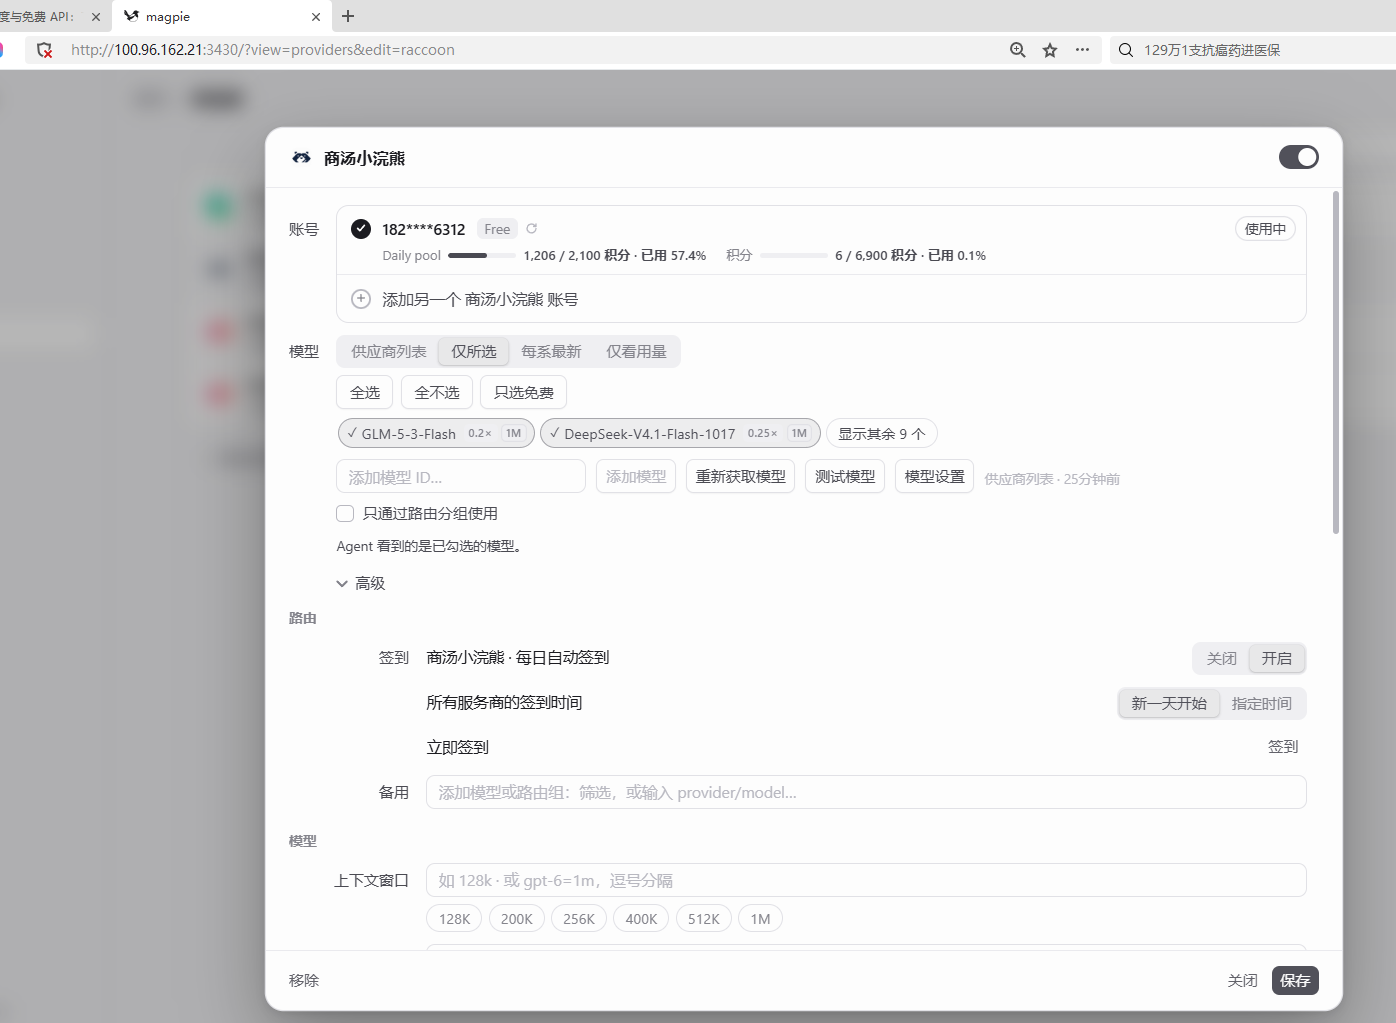 度与免费 API:
magpie
http://100.96.162.21:3430/?view=providers&edit=raccoon
129万1支抗癌药进医保
商汤小浣熊
账号
182****6312 Free
使用中
Daily pool 1,206 / 2,100 积分 · 已用 57.4% 积分 6 / 6,900 积分 · 已用 0.1%
添加另一个 商汤小浣熊 账号
模型
供应商列表 仅所选 每系最新 仅看用量
全选 全不选 只选免费
✓ GLM-5-3-Flash 0.2× 1M ✓ DeepSeek-V4.1-Flash-1017 0.25× 1M 显示其余 9 个
添加模型 ID... 添加模型 重新获取模型 测试模型 模型设置 供应商列表 · 25分钟前
只通过路由分组使用
Agent 看到的是已勾选的模型。
高级
路由
签到 商汤小浣熊 · 每日自动签到 关闭 开启
所有服务商的签到时间 新一天开始 指定时间
立即签到 签到
备用 添加模型或路由组：筛选，或输入 provider/model...
模型
上下文窗口 如 128k · 或 gpt-6=1m，逗号分隔
128K 200K 256K 400K 512K 1M
移除 关闭 保存